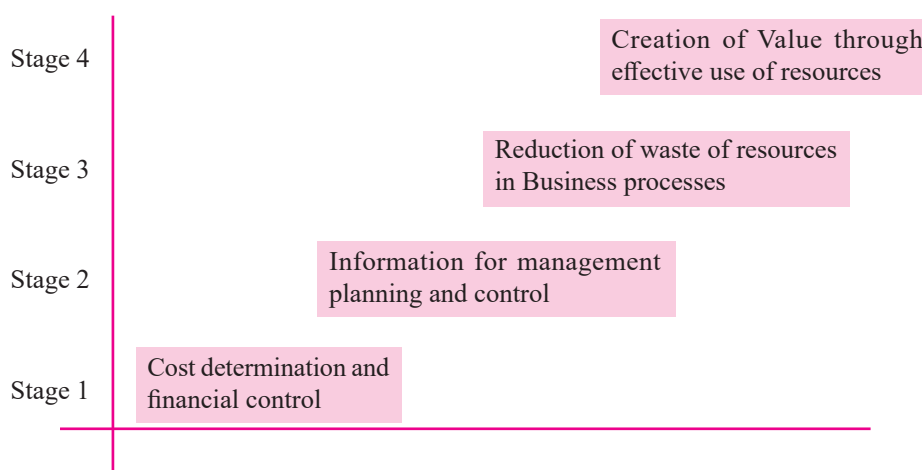 Stage 4
Creation of Value through
effective use of resources
Stage 3
Reduction of waste of resources
in Business processes
Stage 2
Information for management
planning and control
Stage 1
Cost determination and
financial control